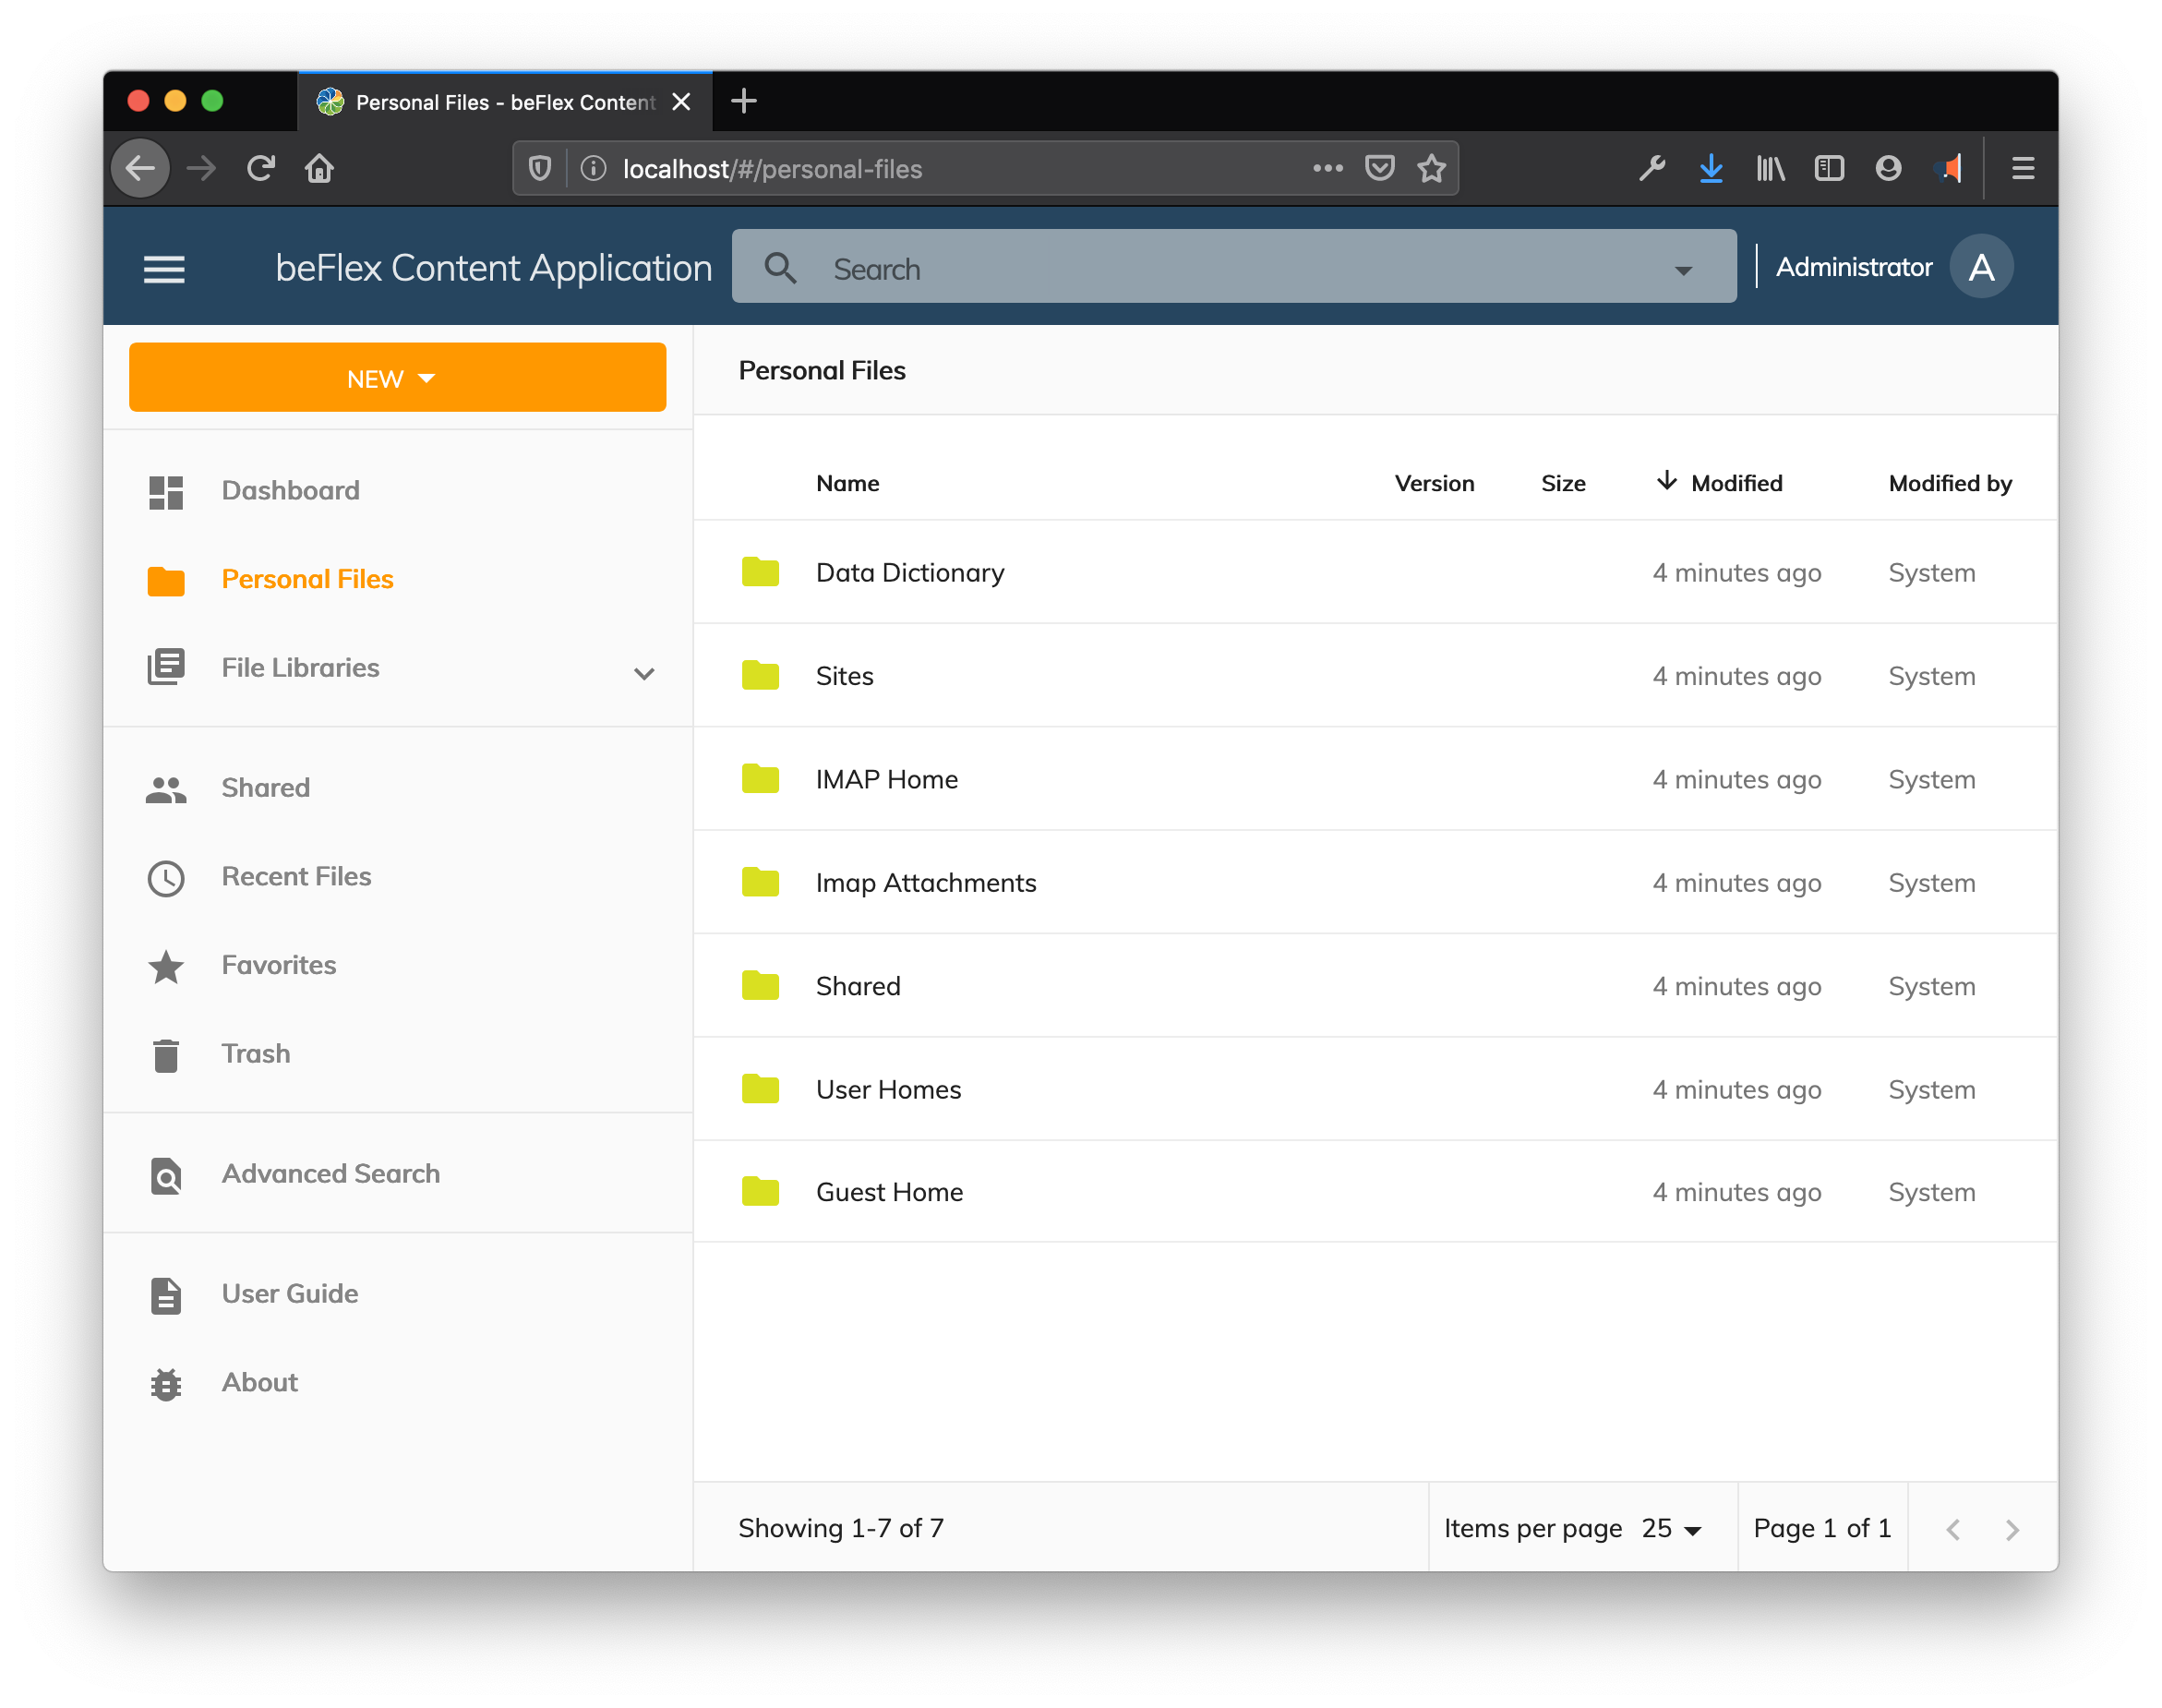 Personal Files - beFlex Content
localhost/#/personal-files
beFlex Content Application
Search
Administrator
A
NEW
Dashboard
Personal Files
File Libraries
Shared
Recent Files
Favorites
Trash
Advanced Search
User Guide
About
Personal Files
Name Version Size Modified Modified by
Data Dictionary 4 minutes ago System
Sites 4 minutes ago System
IMAP Home 4 minutes ago System
Imap Attachments 4 minutes ago System
Shared 4 minutes ago System
User Homes 4 minutes ago System
Guest Home 4 minutes ago System
Showing 1-7 of 7 Items per page 25 Page 1 of 1